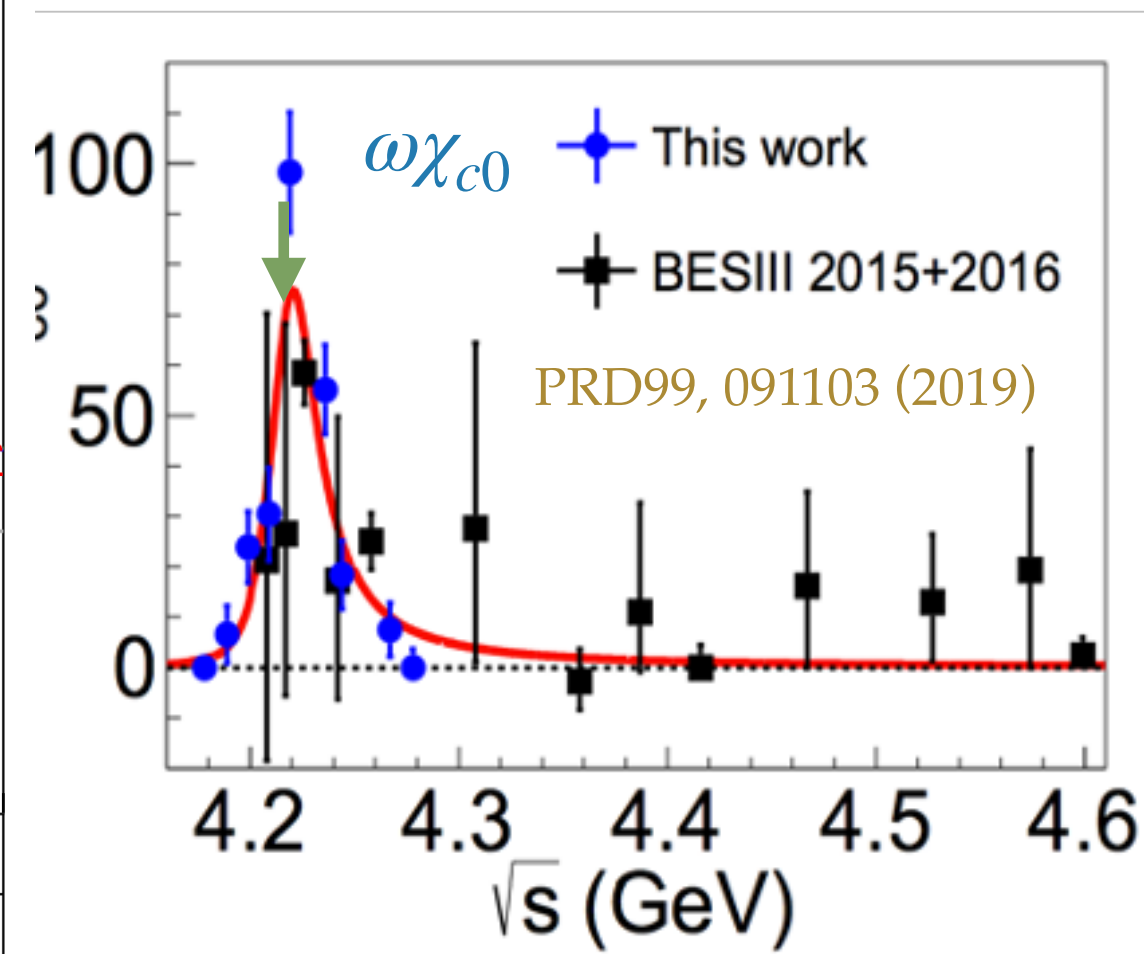 100
50
0
ωχc0
This work
BESIII 2015+2016
PRD99, 091103 (2019)
4.2 4.3 4.4 4.5 4.6
√s (GeV)